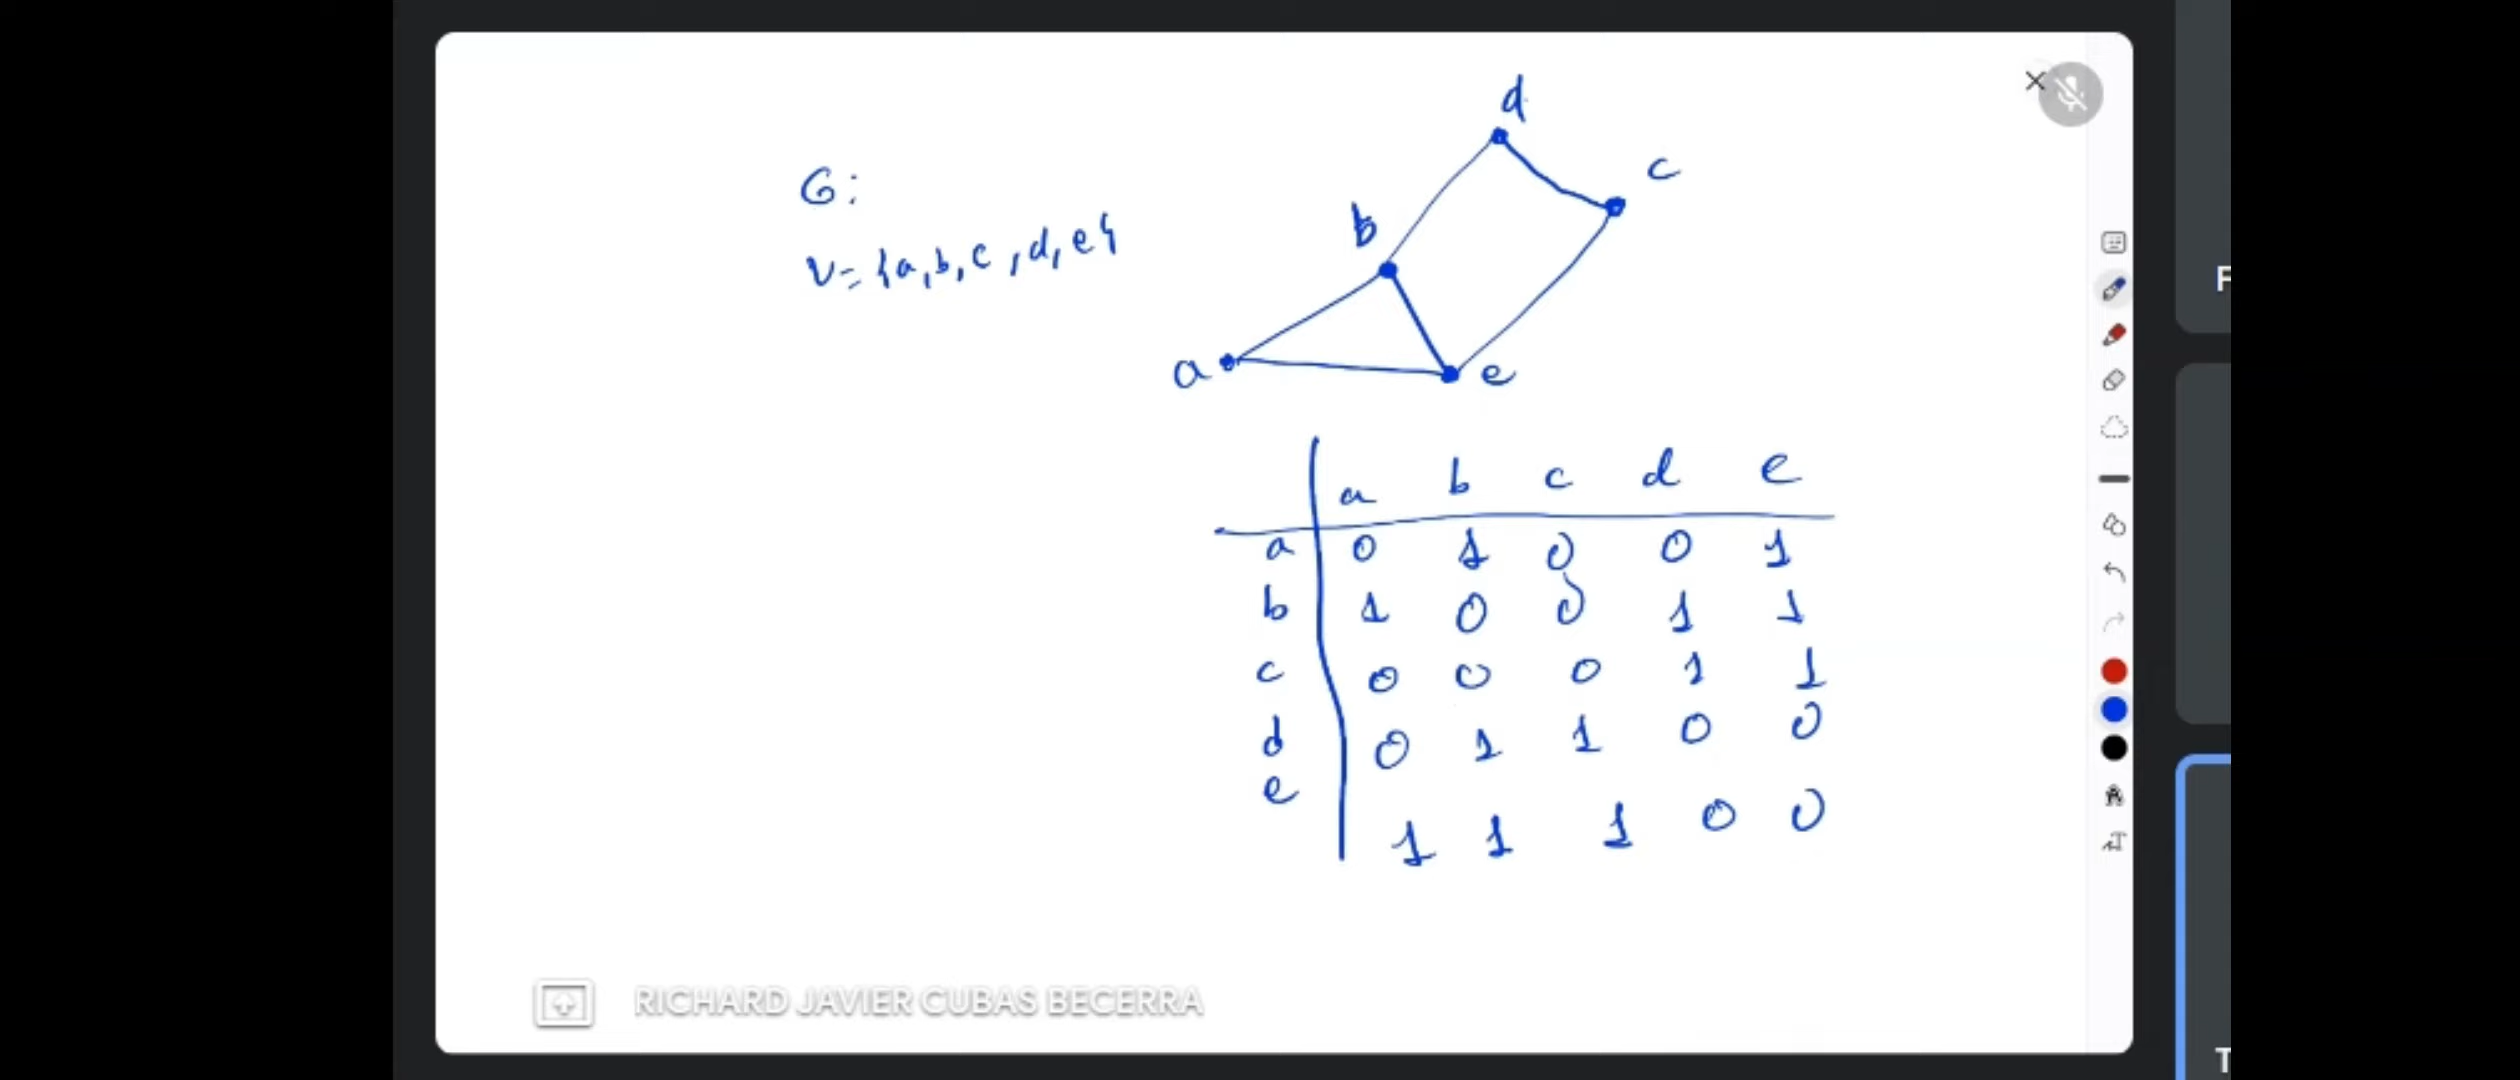 d
c
G:
b
V= {a, b, c, d, e}
a
e
a b c d e
a 0 1 0 0 1
b 1 0 0 1 1
c 0 0 0 1 1
d 0 1 1 0 0
e 1 1 1 0 0
RICHARD JAVIER CUBAS BECERRA